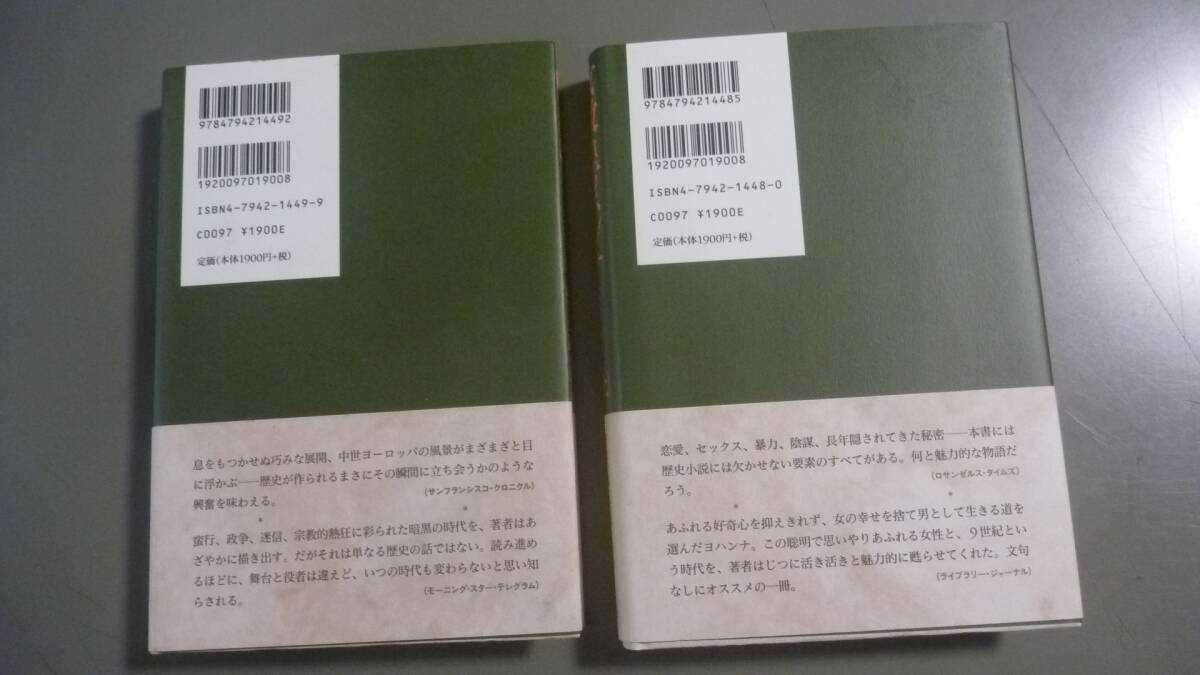 9784794214492
1920097019008
ISBN4-7942-1449-9
C0097 ¥1900E
定価(本体1900円+税)
息をもつかせぬ巧みな展開、中世ヨーロッパの風景がまざまざと目
に浮かぶ──歴史が作られるまさにその瞬間に立ち会うかのような
興奮を味わえる。
(サンフランシスコ・クロニクル)
蛮行、政争、迷信、宗教的熱狂に彩られた暗黒の時代を、著者はあ
ざやかに描き出す。だがそれは単なる歴史の話ではない。読み進め
るほどに、舞台と役者は違えど、いつの時代も変わらないと思い知
らされる。
(モーニング・スター・テレグラム)
9784794214485
1920097019008
ISBN4-7942-1448-0
C0097 ¥1900E
定価(本体1900円+税)
恋愛、セックス、暴力、陰謀、長年隠されてきた秘密──本書には
歴史小説には欠かせない要素のすべてがある。何と魅力的な物語だ
ろう。
(ロサンゼルス・タイムズ)
あふれる好奇心を抑えきれず、女の幸せを捨て男として生きる道を
選んだヨハンナ。この聡明で思いやりあふれる女性と、9世紀とい
う時代を、著者はじつに活き活きと魅力的に甦らせてくれた。文句
なしにオススメの一冊。
(ライブラリー・ジャーナル)